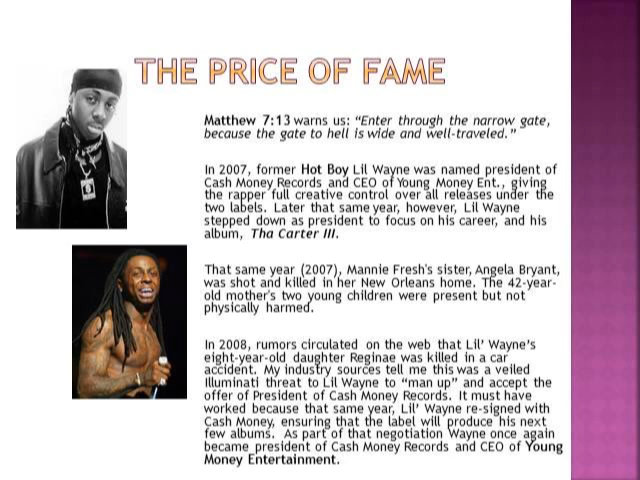 THE PRICE OF FAME
Matthew 7:13 warns us: “Enter through the narrow gate,
because the gate to hell is wide and well-traveled.”
In 2007, former Hot Boy Lil Wayne was named president of
Cash Money Records and CEO of Young Money Ent., giving
the rapper full creative control over all releases under the
two labels. Later that same year, however, Lil Wayne
stepped down as president to focus on his career, and his
album, Tha Carter III.
That same year (2007), Mannie Fresh's sister, Angela Bryant,
was shot and killed in her New Orleans home. The 42-year-
old mother's two young children were present but not
physically harmed.
In 2008, rumors circulated on the web that Lil’ Wayne’s
eight-year-old daughter Reginae was killed in a car
accident. My industry sources tell me this was a veiled
Illuminati threat to Lil Wayne to “man up” and accept the
offer of President of Cash Money Records. It must have
worked because that same year, Lil’ Wayne re-signed with
Cash Money, ensuring that the label will produce his next
few albums. As part of that negotiation Wayne once again
became president of Cash Money Records and CEO of Young
Money Entertainment.